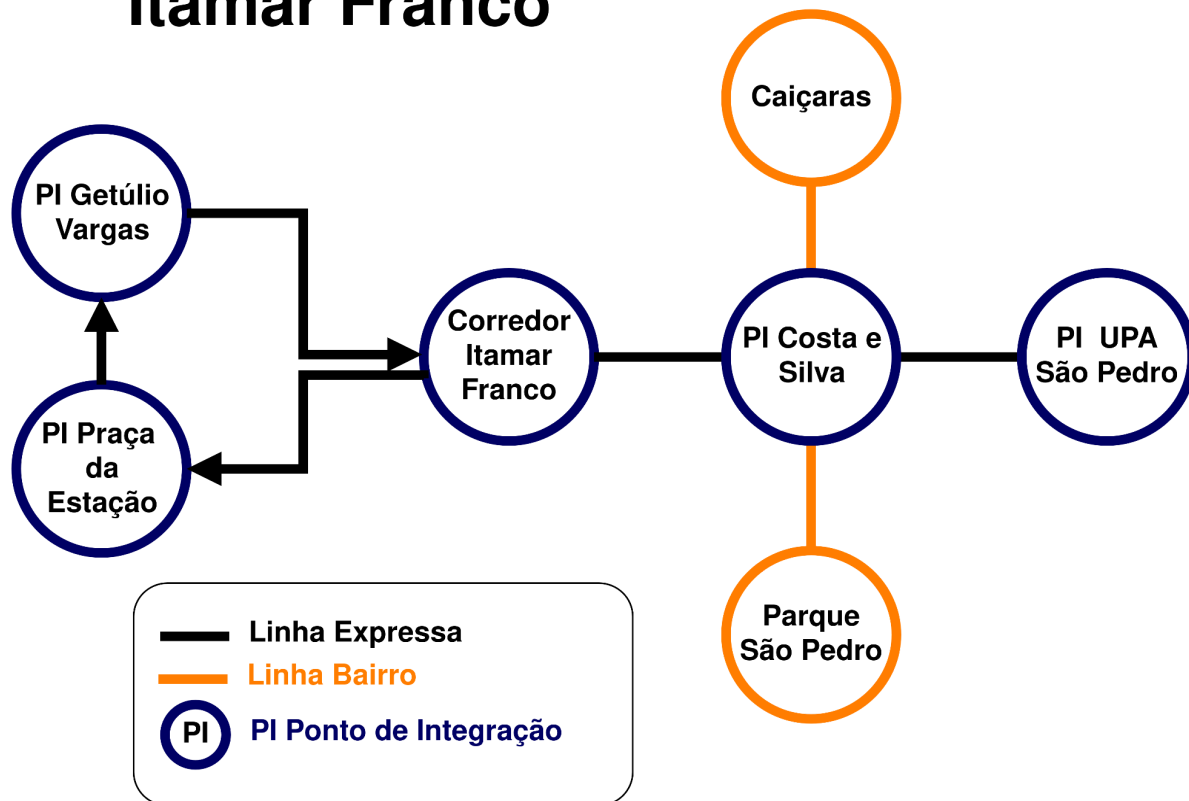 Itamar Franco
Caiçaras
PI Getúlio
Vargas
Corredor
Itamar
Franco
PI Costa e
Silva
PI UPA
São Pedro
PI Praça
da
Estação
Parque
São Pedro
Linha Expressa
Linha Bairro
PI
PI Ponto de Integração